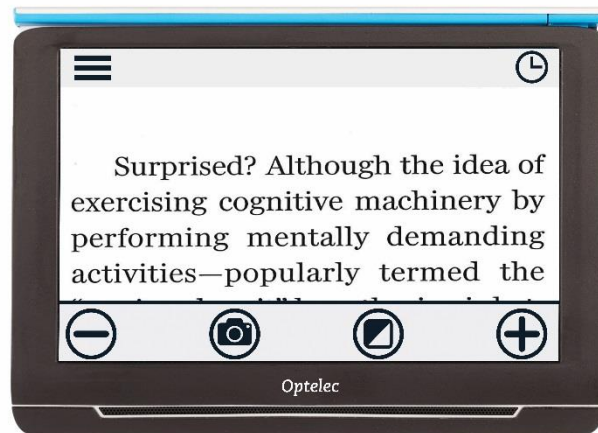 Surprised? Although the idea of
exercising cognitive machinery by
performing mentally demanding
activities—popularly termed the
Optelec